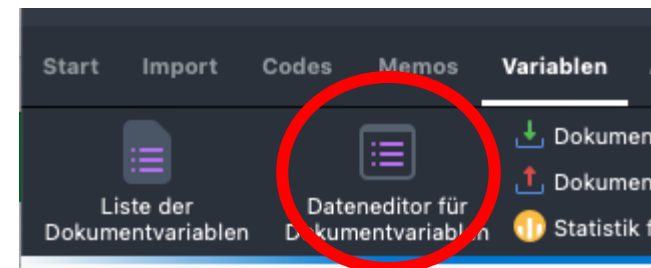 Start Import Codes Memos Variablen
Liste der
Dokumentvariablen
Dateneditor für
Dokumentvariablen
Dokumen
Dokumen
Statistik f